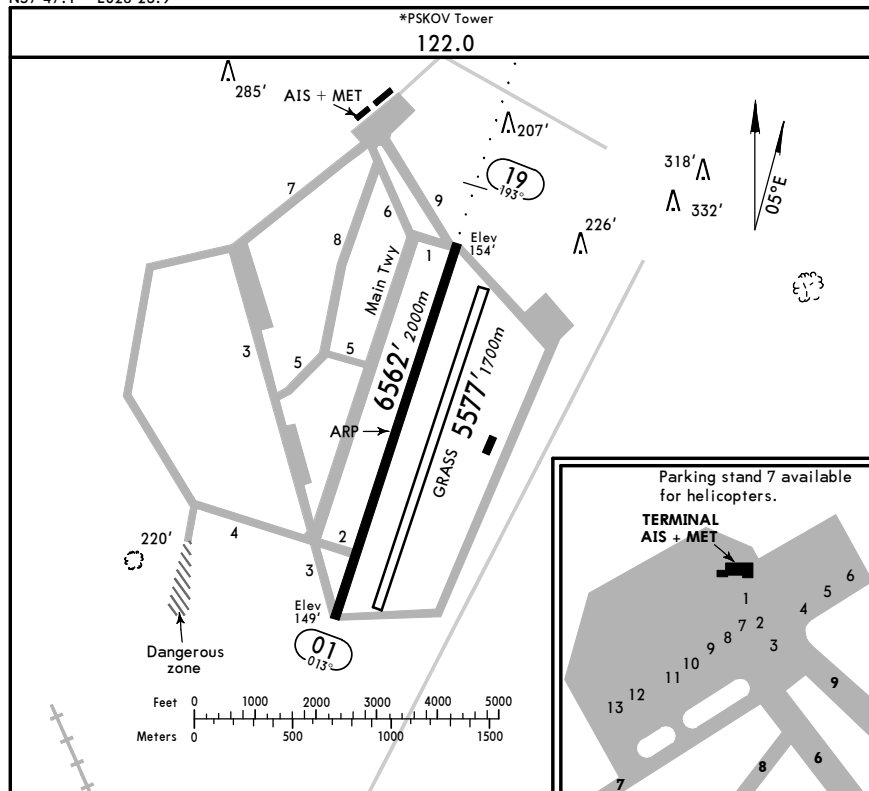 *PSKOV Tower
122.0
285'
AIS + MET
207'
19
193°
318'
332'
226'
05°E
7
6
9
8
Elev
154'
1
Main Twy
3
5
5
6562' 2000m
5577' 1700m
GRASS
ARP
4
2
220'
3
Elev
149'
01
013°
Dangerous
zone
Feet 0 1000 2000 3000 4000 5000
Meters 0 500 1000 1500
Parking stand 7 available
for helicopters.
TERMINAL
AIS + MET
1
2
3
4
5
6
7
8
9
10
11
12
13
9
8
6
7